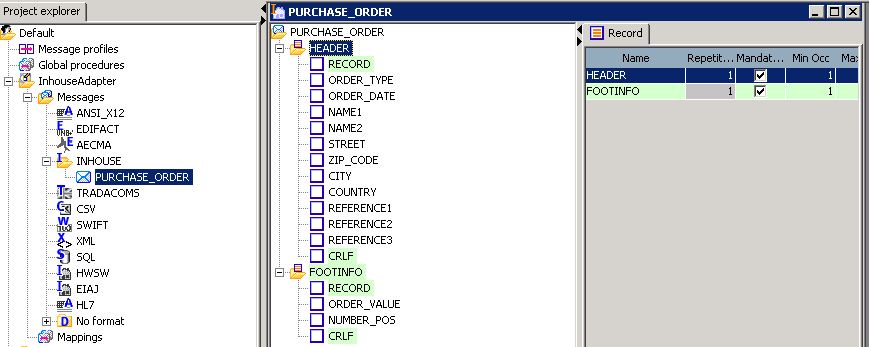 Project explorer
Default
Message profiles
Global procedures
InhouseAdapter
Messages
ANSI_X12
EDIFACT
AECMA
INHOUSE
PURCHASE_ORDER
TRADACOMS
CSV
SWIFT
XML
SQL
HWSW
EIAJ
HL7
No format
Mappings
PURCHASE_ORDER
PURCHASE_ORDER
HEADER
RECORD
ORDER_TYPE
ORDER_DATE
NAME1
NAME2
STREET
ZIP_CODE
CITY
COUNTRY
REFERENCE1
REFERENCE2
REFERENCE3
CRLF
FOOTINFO
RECORD
ORDER_VALUE
NUMBER_POS
CRLF
Record
Name Repetit... Mandat... Min Occ Max
HEADER 1 1
FOOTINFO 1 1